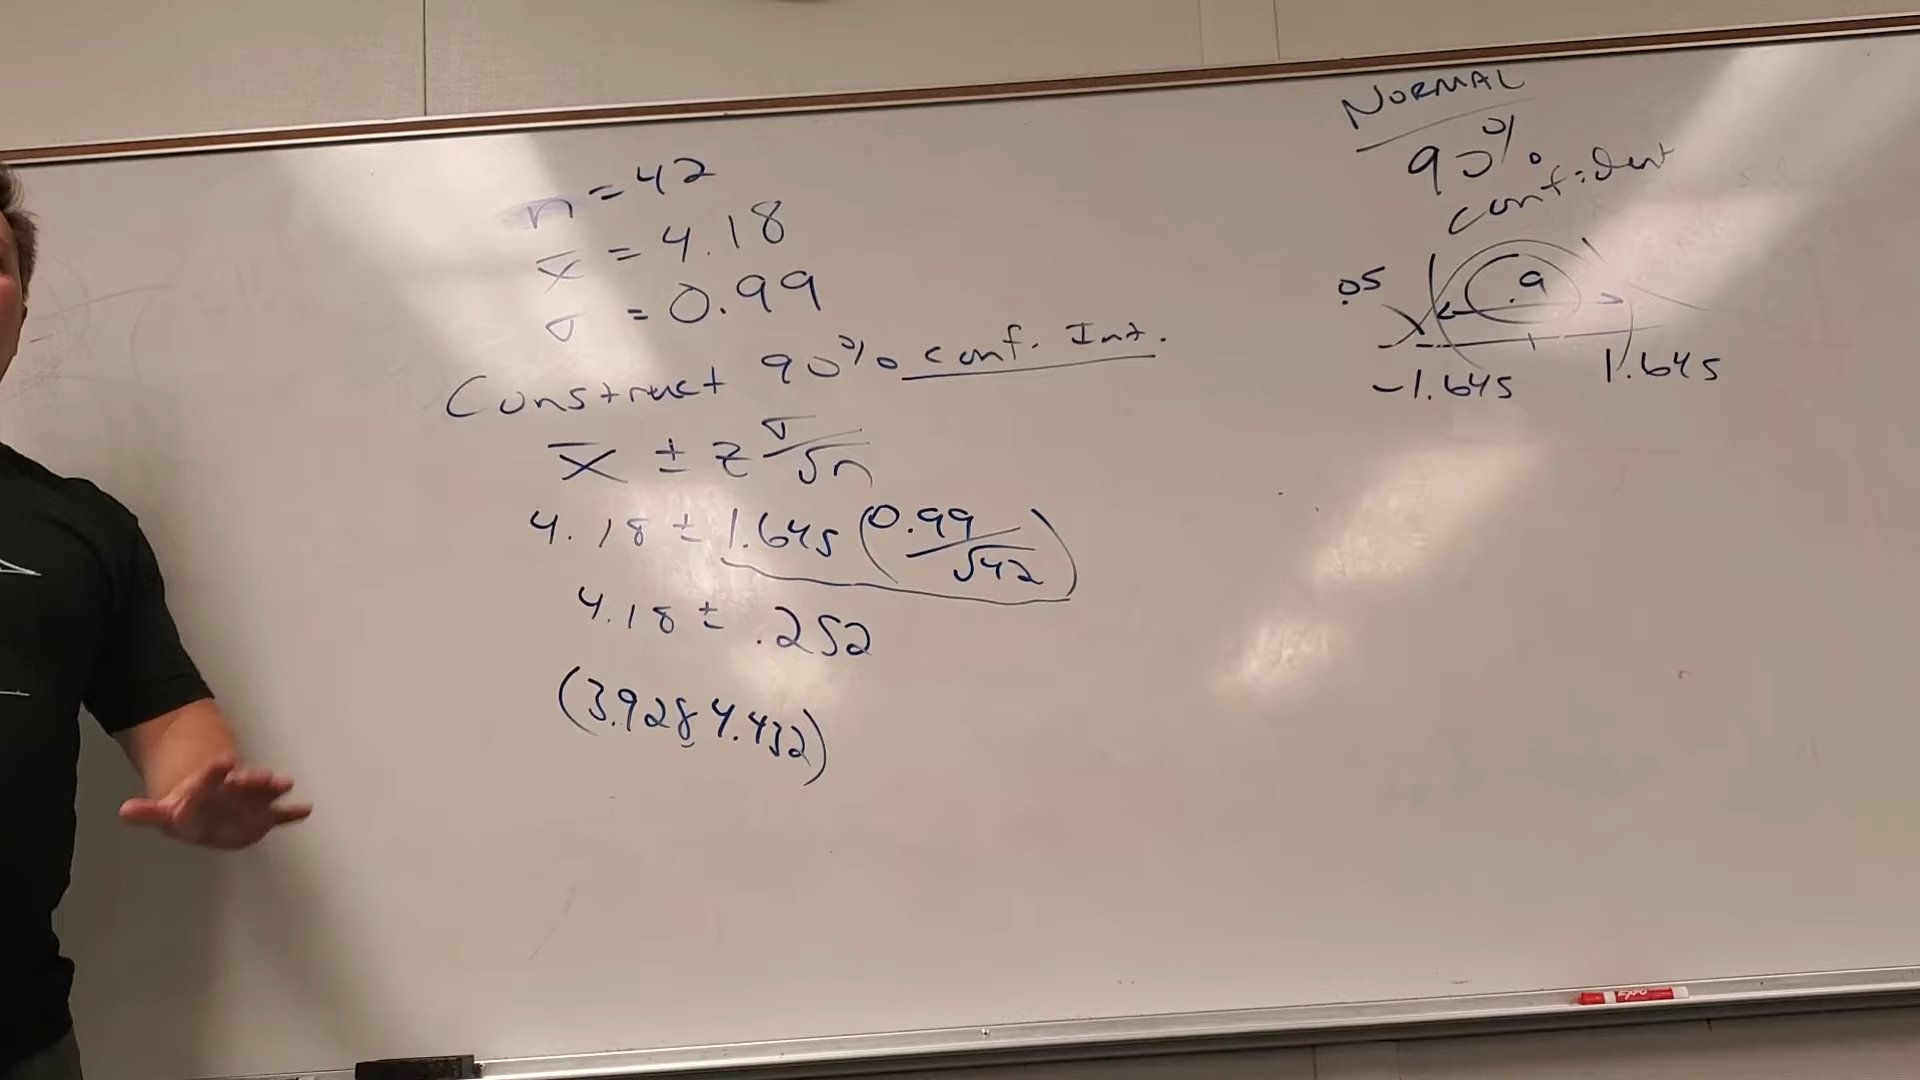 n = 42
x̄ = 4.18
σ = 0.99
Construct 90% conf. Int.
x̄ ± z σ/√n
4.18 ± 1.645 (0.99/√42)
4.18 ± .252
(3.928 4.432)
NORMAL
90%
confident
.05 .9
-1.645 1.645
EXPO